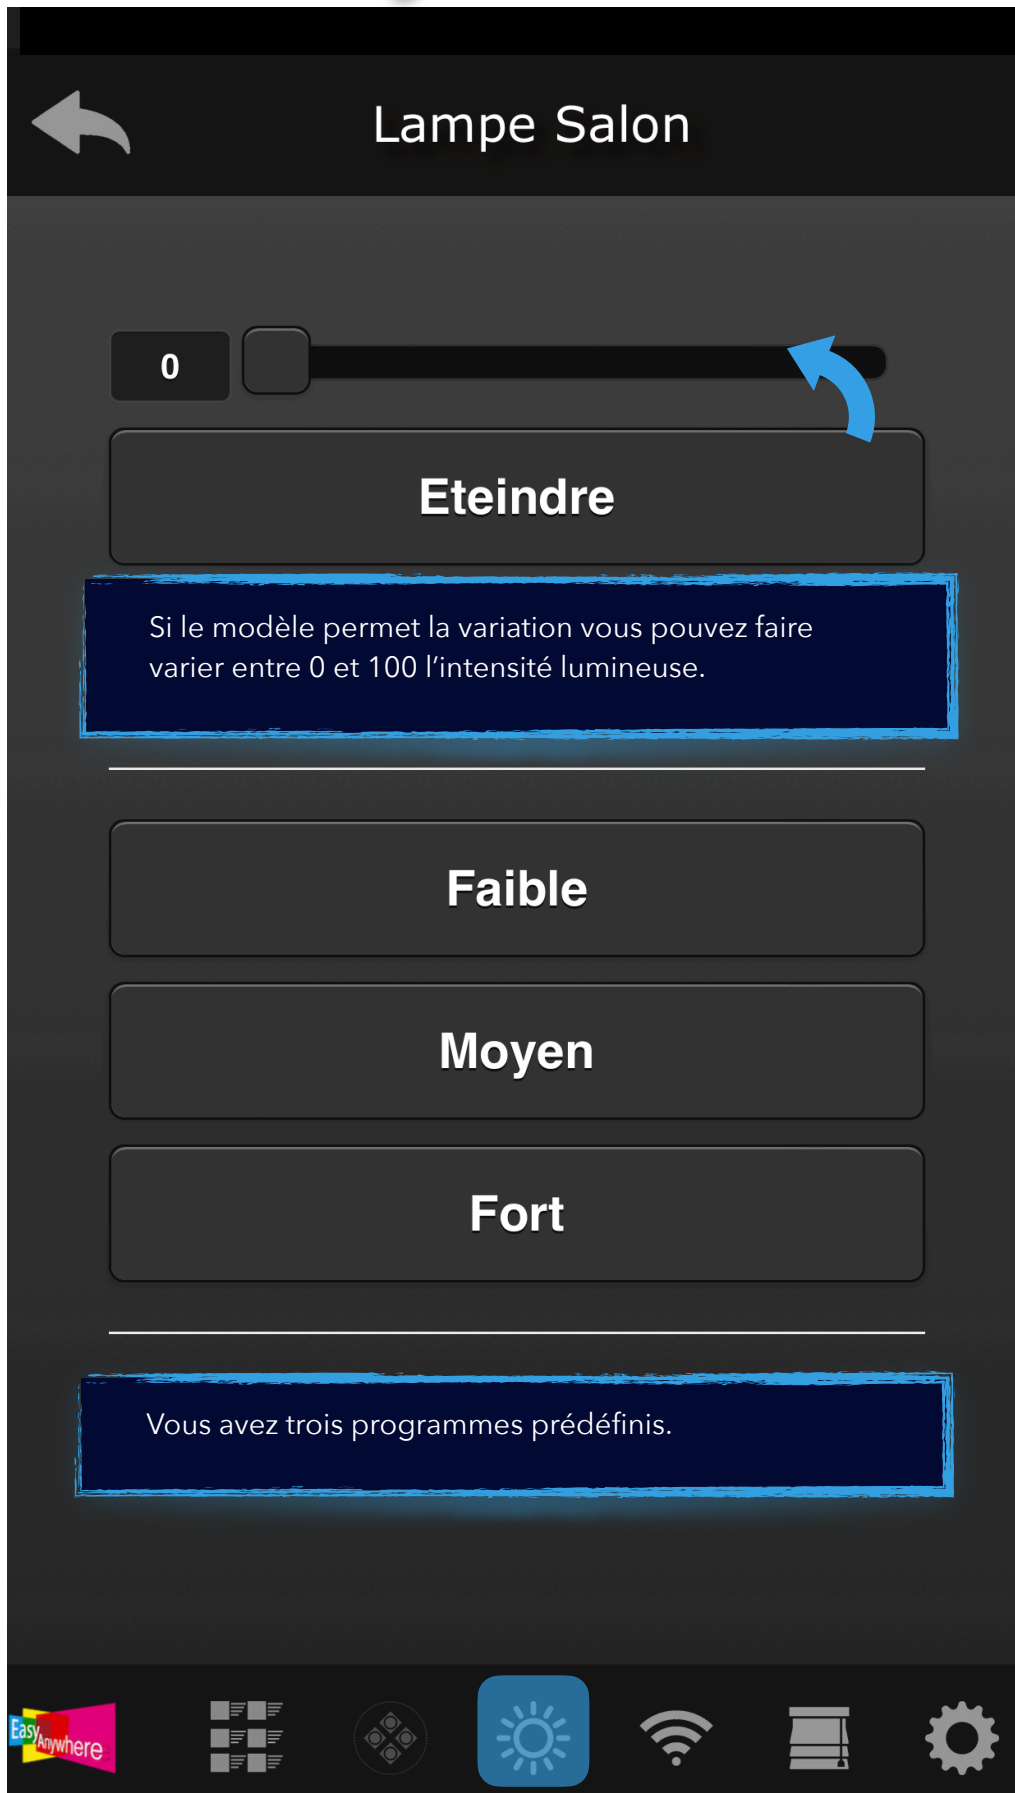 Lampe Salon
0
Eteindre
Si le modèle permet la variation vous pouvez faire
varier entre 0 et 100 l’intensité lumineuse.
Faible
Moyen
Fort
Vous avez trois programmes prédéfinis.
Easy
Anywhere